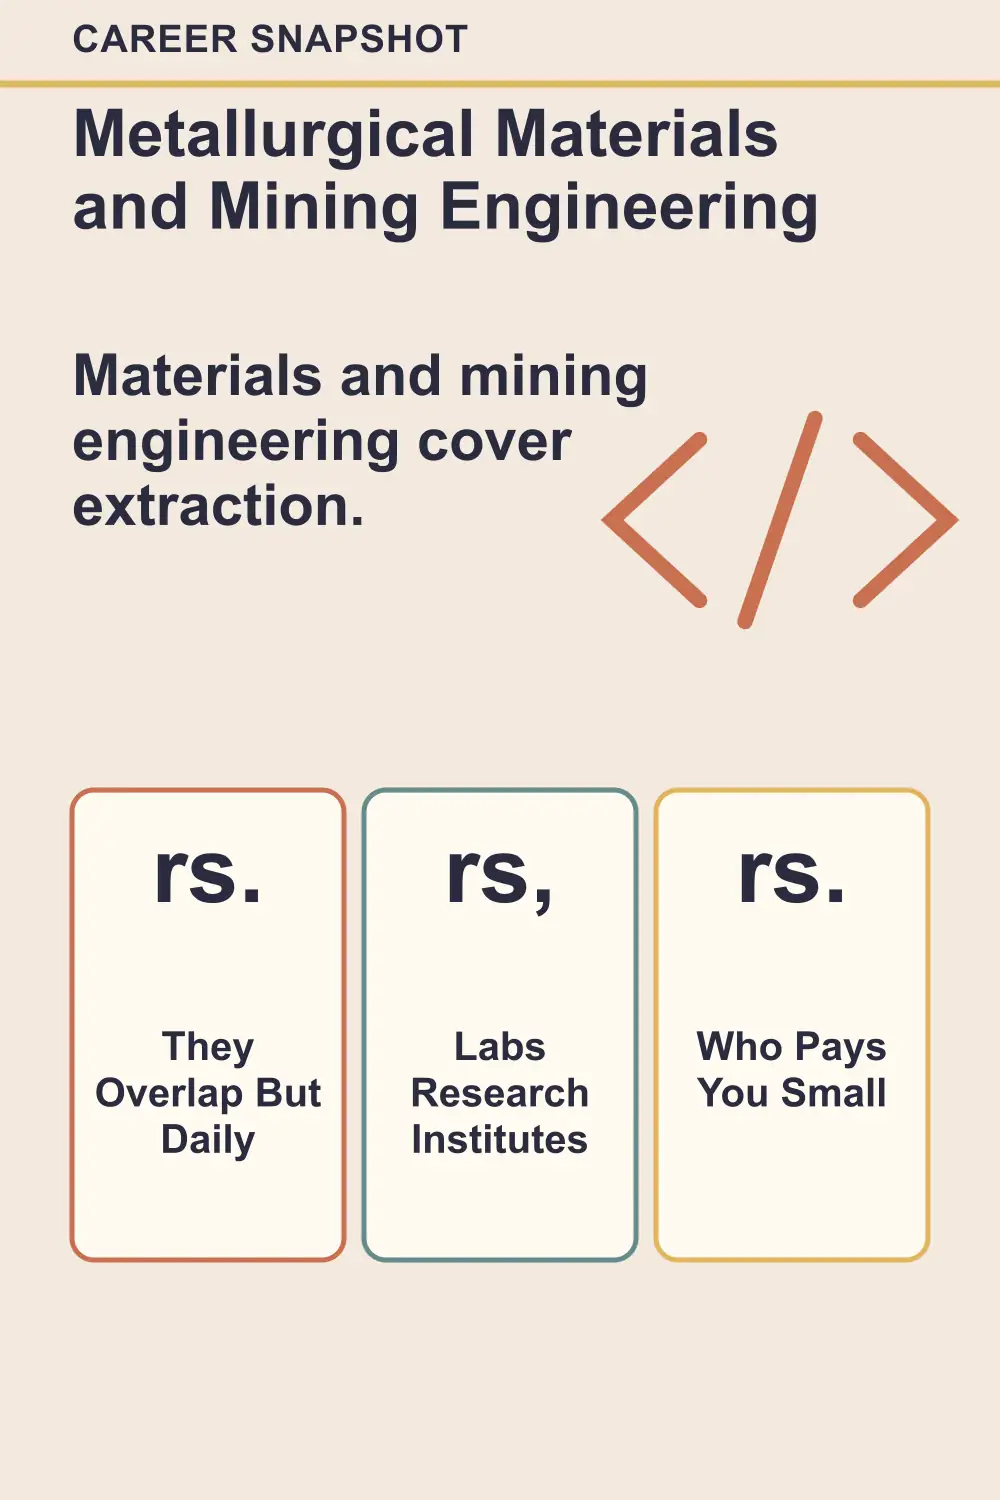 CAREER SNAPSHOT
Metallurgical Materials
and Mining Engineering
Materials and mining
engineering cover
extraction.
</>
rs.
They
Overlap But
Daily
rs,
Labs
Research
Institutes
rs.
Who Pays
You Small